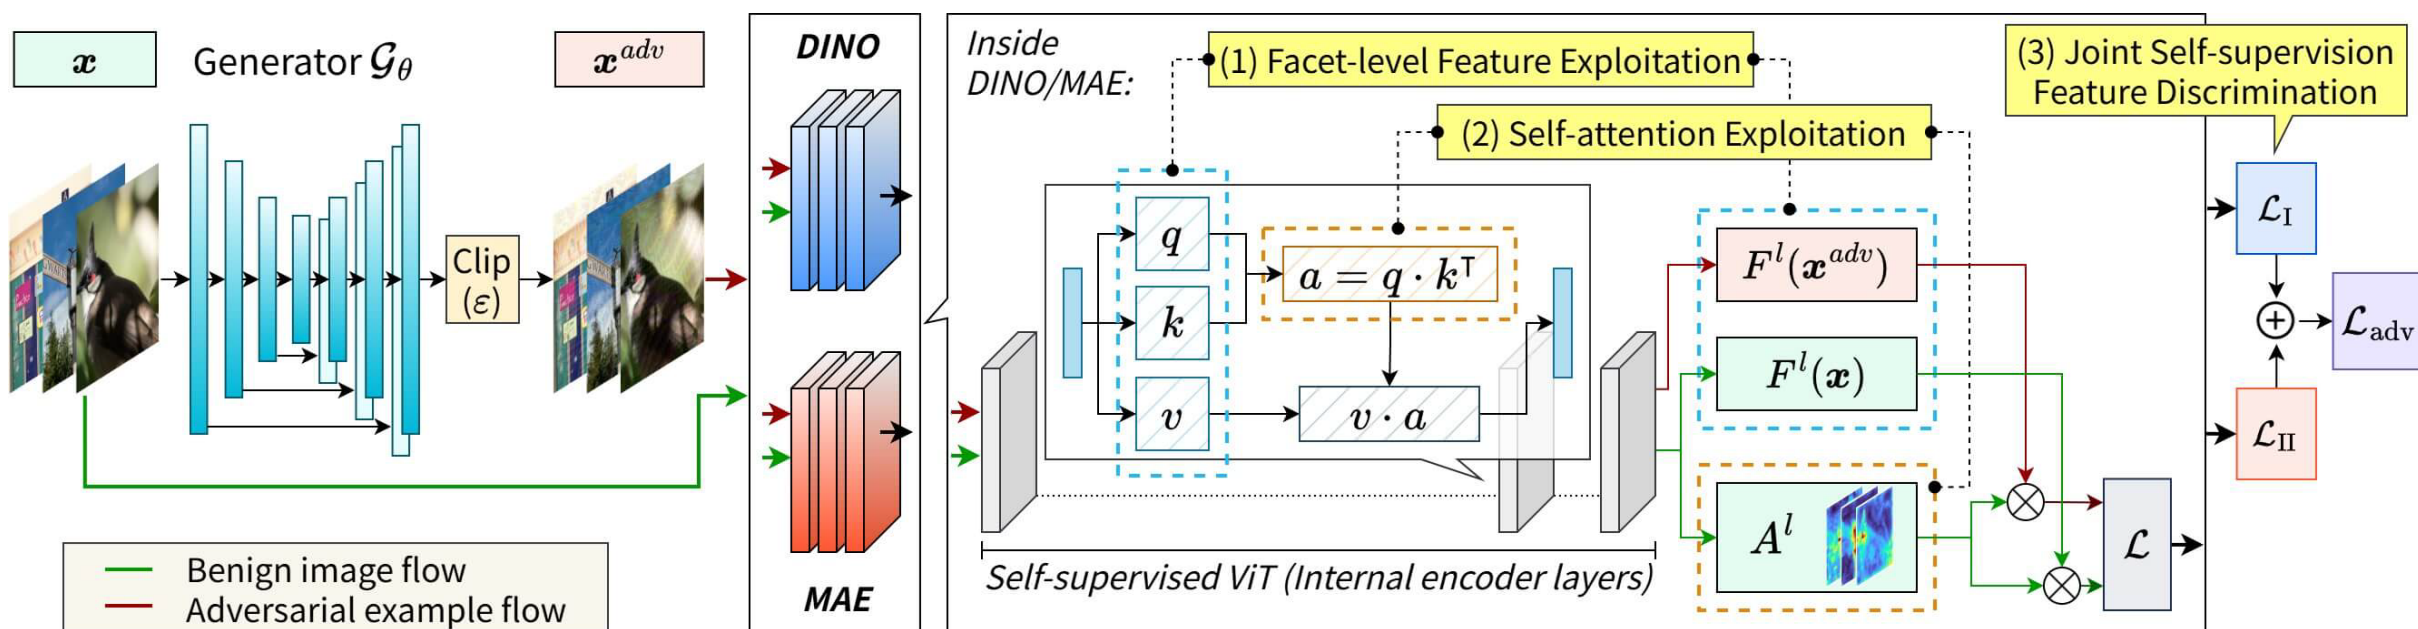 x
Generator 𝒢θ
x^adv
Clip
(ε)
Benign image flow
Adversarial example flow
DINO
MAE
Inside
DINO/MAE:
(1) Facet-level Feature Exploitation
(2) Self-attention Exploitation
q
k
v
a = q · k^⊤
v · a
Self-supervised ViT (Internal encoder layers)
F^l(x^adv)
F^l(x)
A^l
ℒ
(3) Joint Self-supervision
Feature Discrimination
ℒ_I
ℒ_II
ℒ_adv